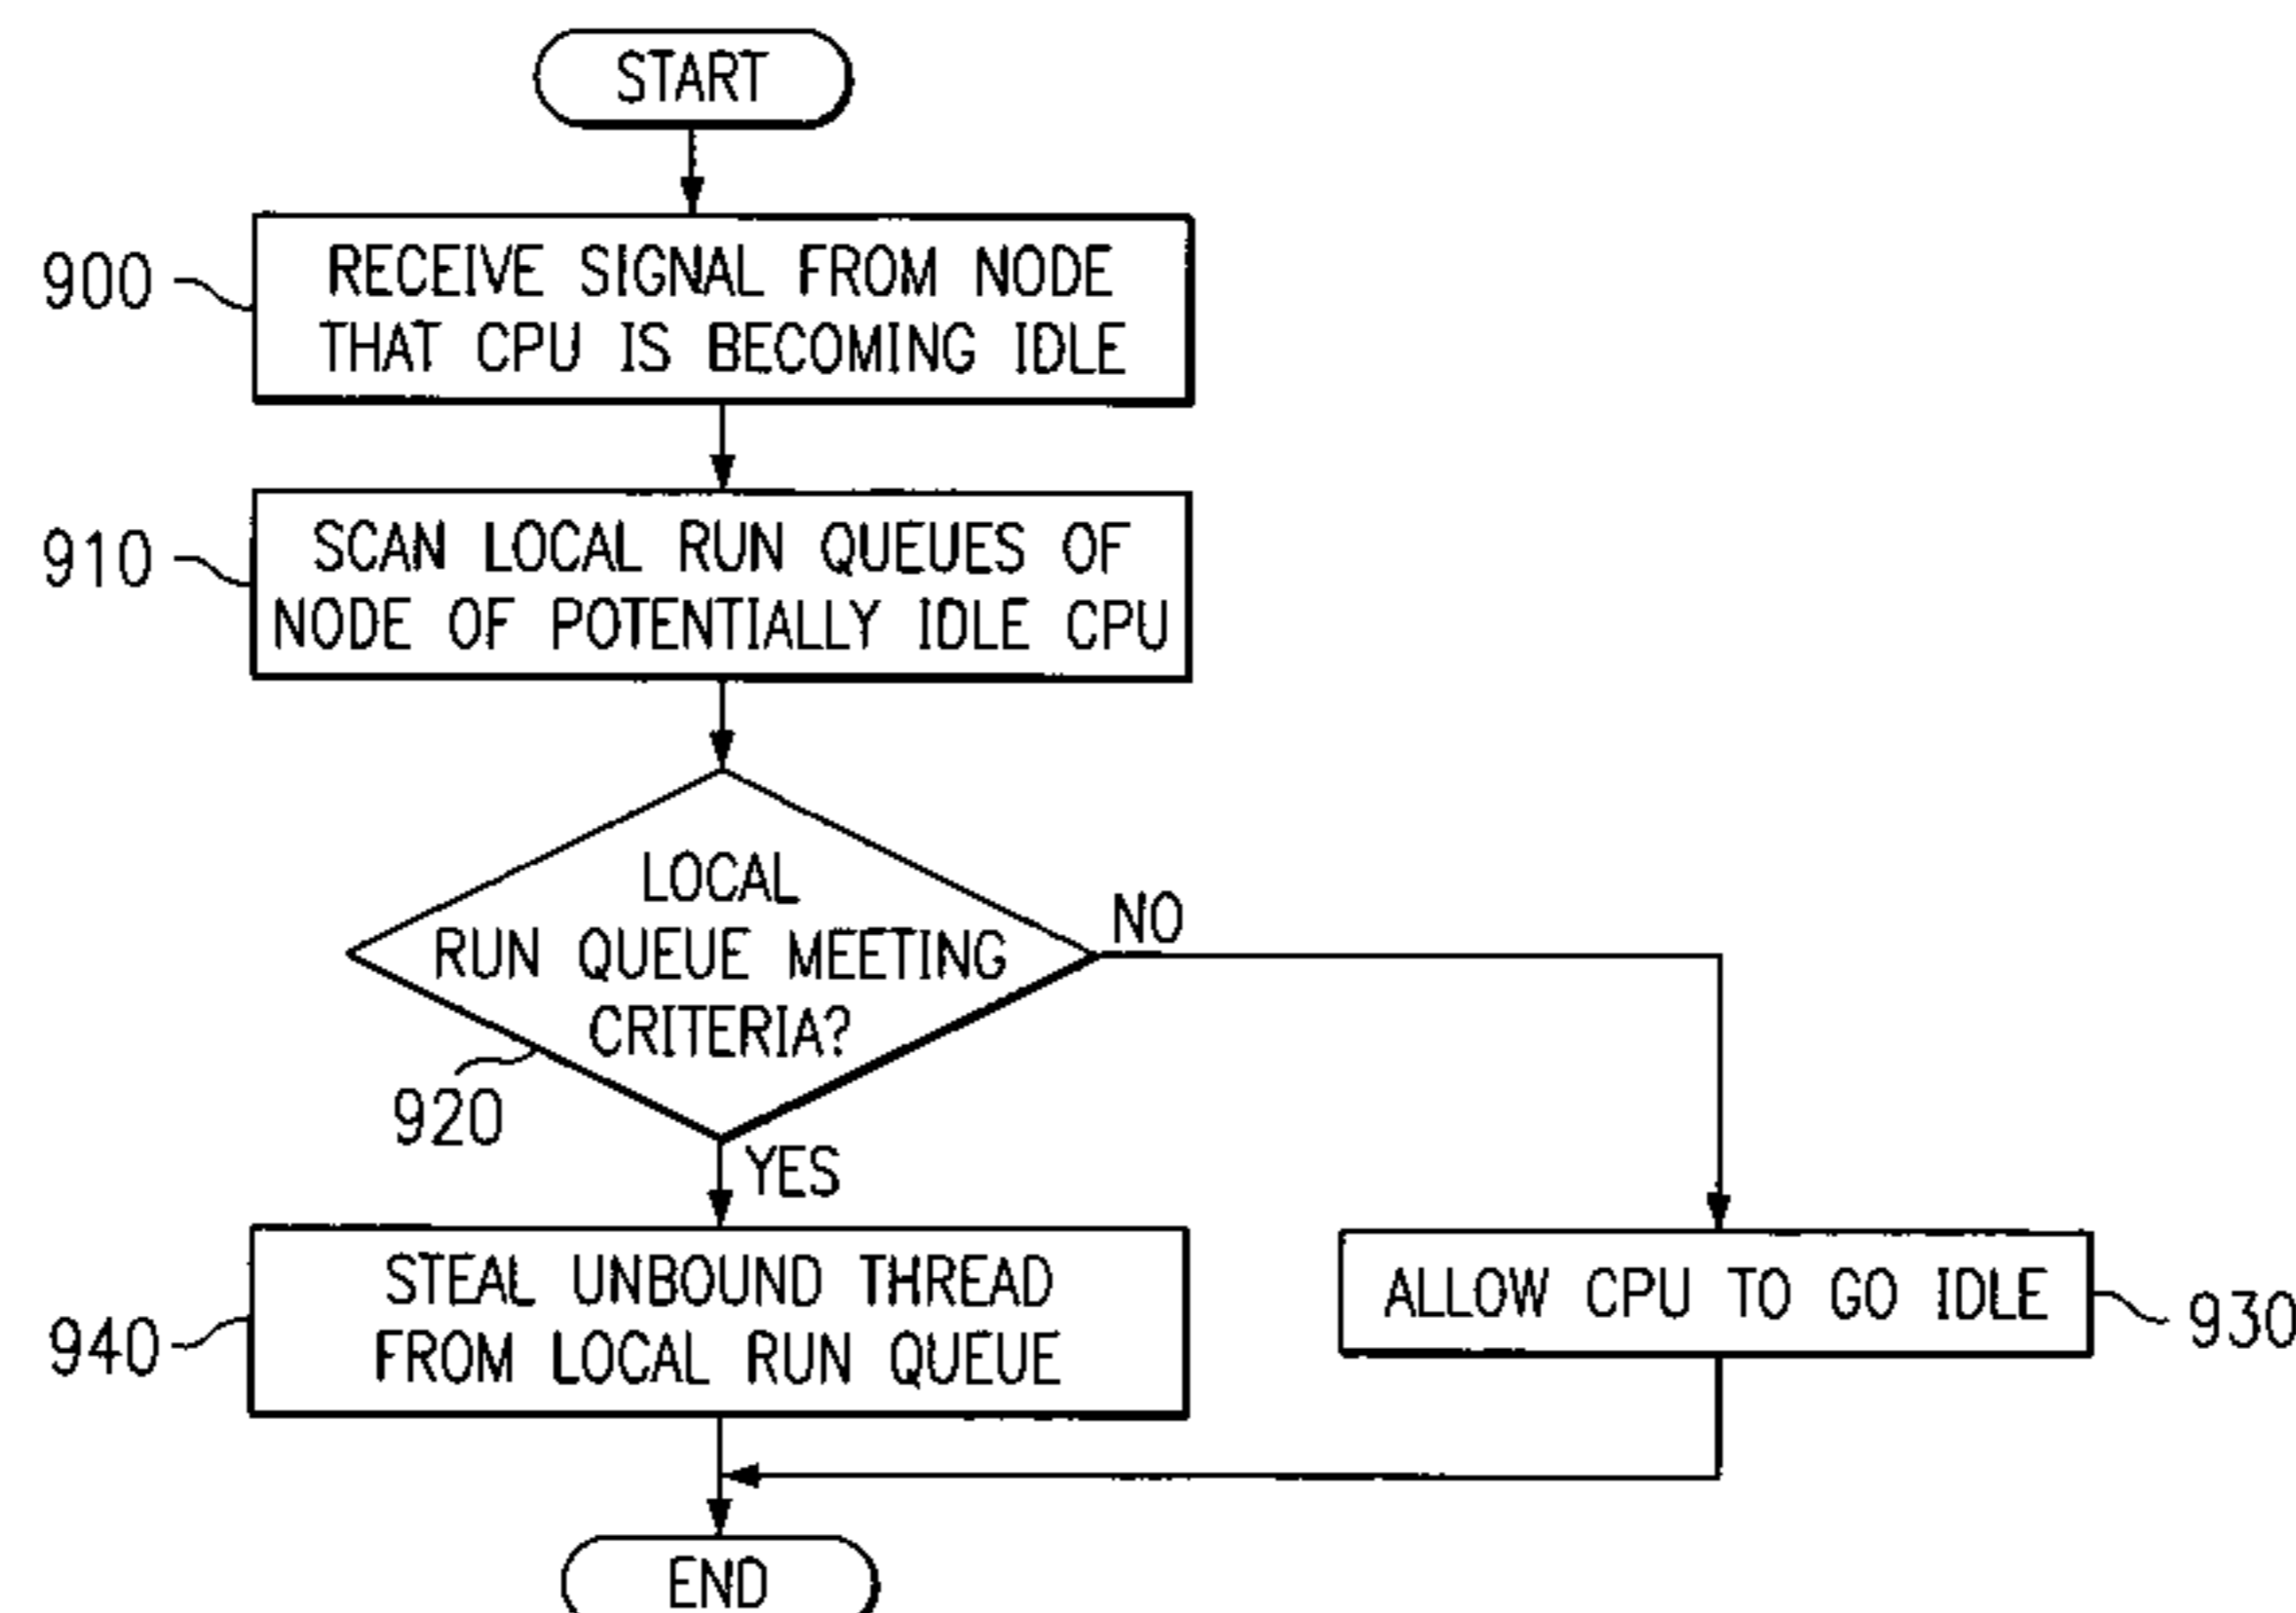 START
900
RECEIVE SIGNAL FROM NODE
THAT CPU IS BECOMING IDLE
910
SCAN LOCAL RUN QUEUES OF
NODE OF POTENTIALLY IDLE CPU
LOCAL
RUN QUEUE MEETING
CRITERIA?
NO
920
YES
940
STEAL UNBOUND THREAD
FROM LOCAL RUN QUEUE
ALLOW CPU TO GO IDLE
930
END